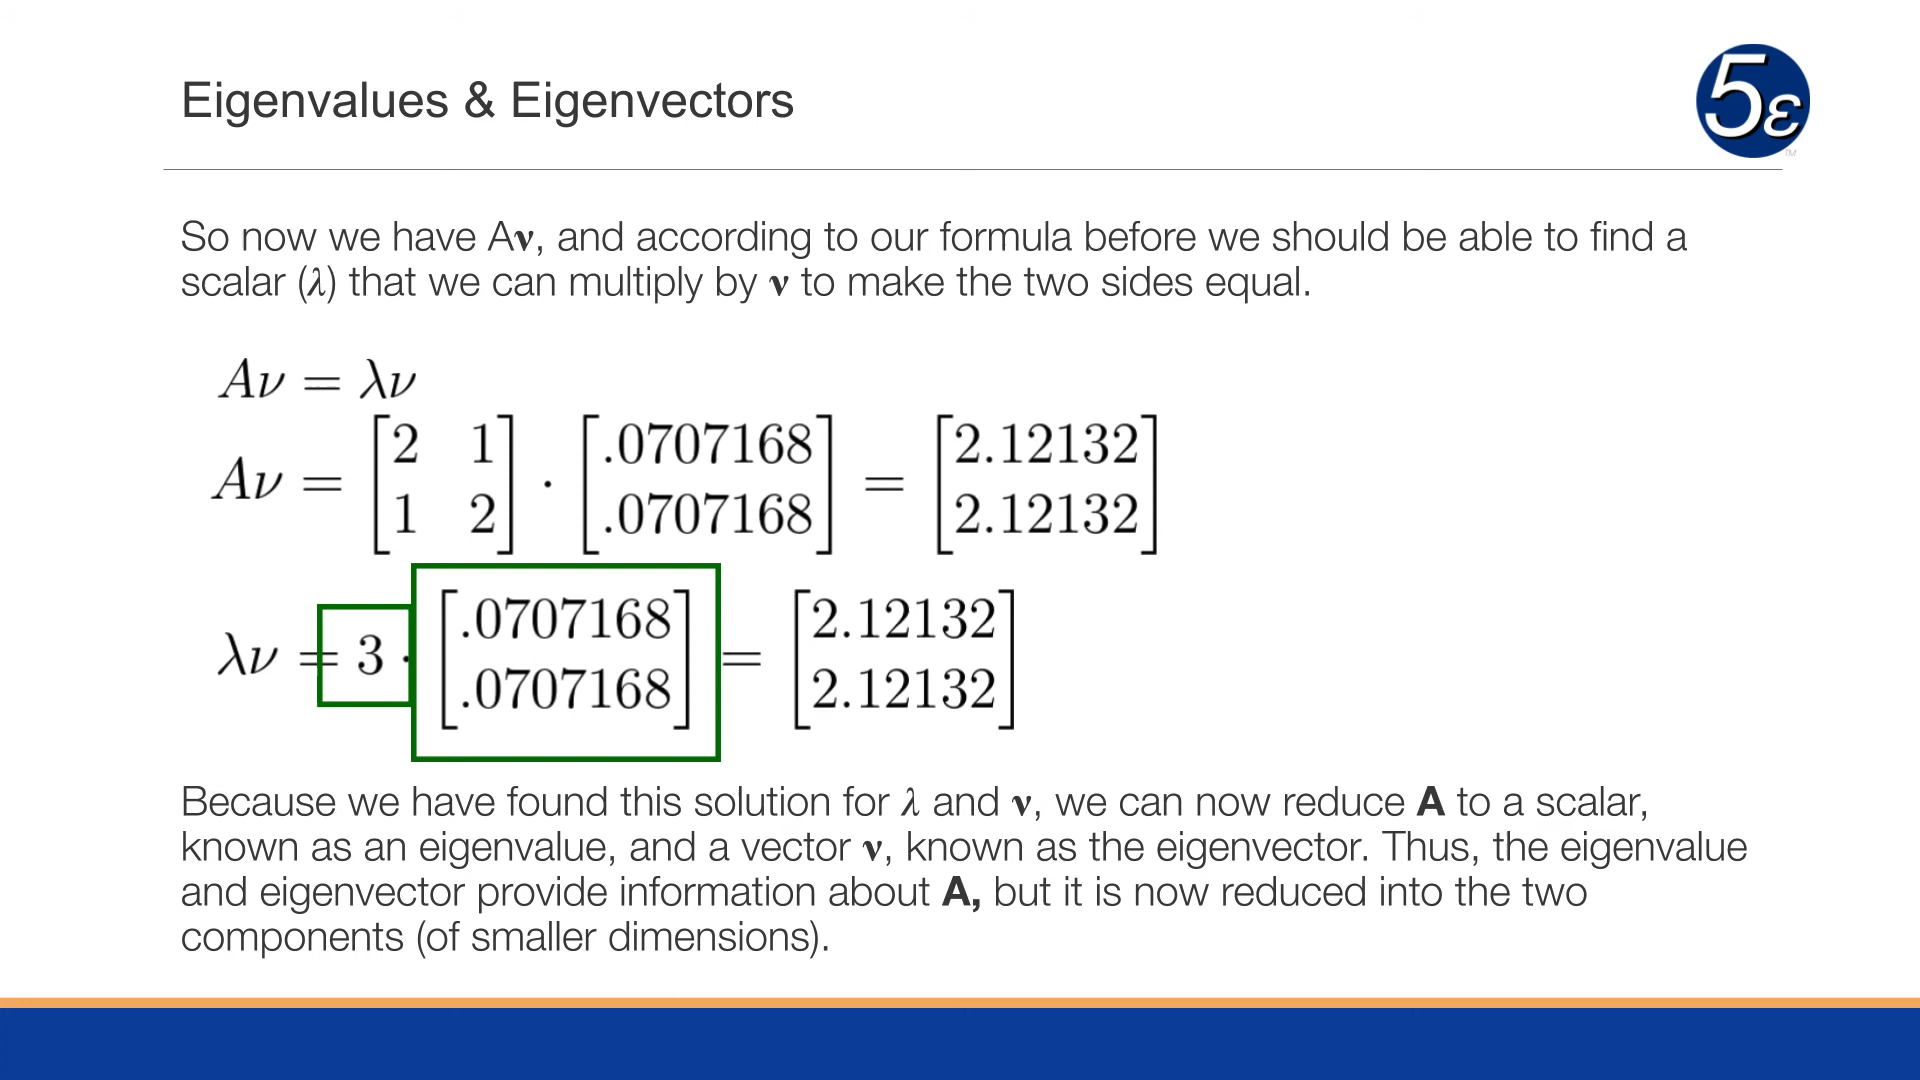 Eigenvalues & Eigenvectors
5ε
TM
So now we have Aν, and according to our formula before we should be able to find a
scalar (λ) that we can multiply by ν to make the two sides equal.
Aν = λν
Aν = [2 1; 1 2] · [.0707168; .0707168] = [2.12132; 2.12132]
λν = 3 · [.0707168; .0707168] = [2.12132; 2.12132]
Because we have found this solution for λ and ν, we can now reduce A to a scalar,
known as an eigenvalue, and a vector ν, known as the eigenvector. Thus, the eigenvalue
and eigenvector provide information about A, but it is now reduced into the two
components (of smaller dimensions).